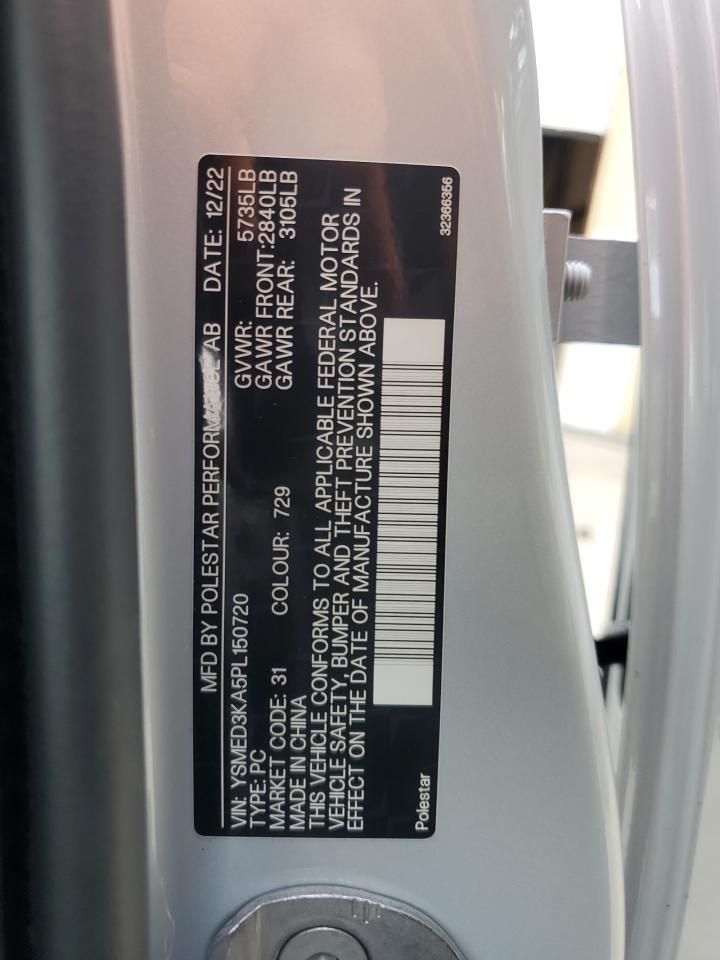 MFD BY POLESTAR PERFORMANCE AB DATE: 12/22
VIN: YSMED3KA5PL150720 GVWR: 5735LB
TYPE: PC GAWR FRONT:2840LB
MARKET CODE: 31 COLOUR: 729 GAWR REAR: 3105LB
MADE IN CHINA
THIS VEHICLE CONFORMS TO ALL APPLICABLE FEDERAL MOTOR
VEHICLE SAFETY, BUMPER AND THEFT PREVENTION STANDARDS IN
EFFECT ON THE DATE OF MANUFACTURE SHOWN ABOVE.
Polestar 32366356